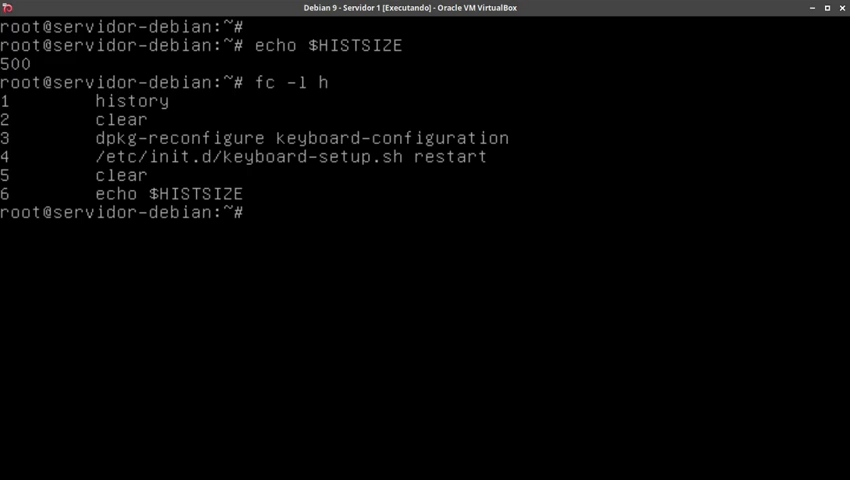 Debian 9 - Servidor 1 [Executando] - Oracle VM VirtualBox
root@servidor-debian:~#
root@servidor-debian:~# echo $HISTSIZE
500
root@servidor-debian:~# fc -l h
1 history
2 clear
3 dpkg-reconfigure keyboard-configuration
4 /etc/init.d/keyboard-setup.sh restart
5 clear
6 echo $HISTSIZE
root@servidor-debian:~#